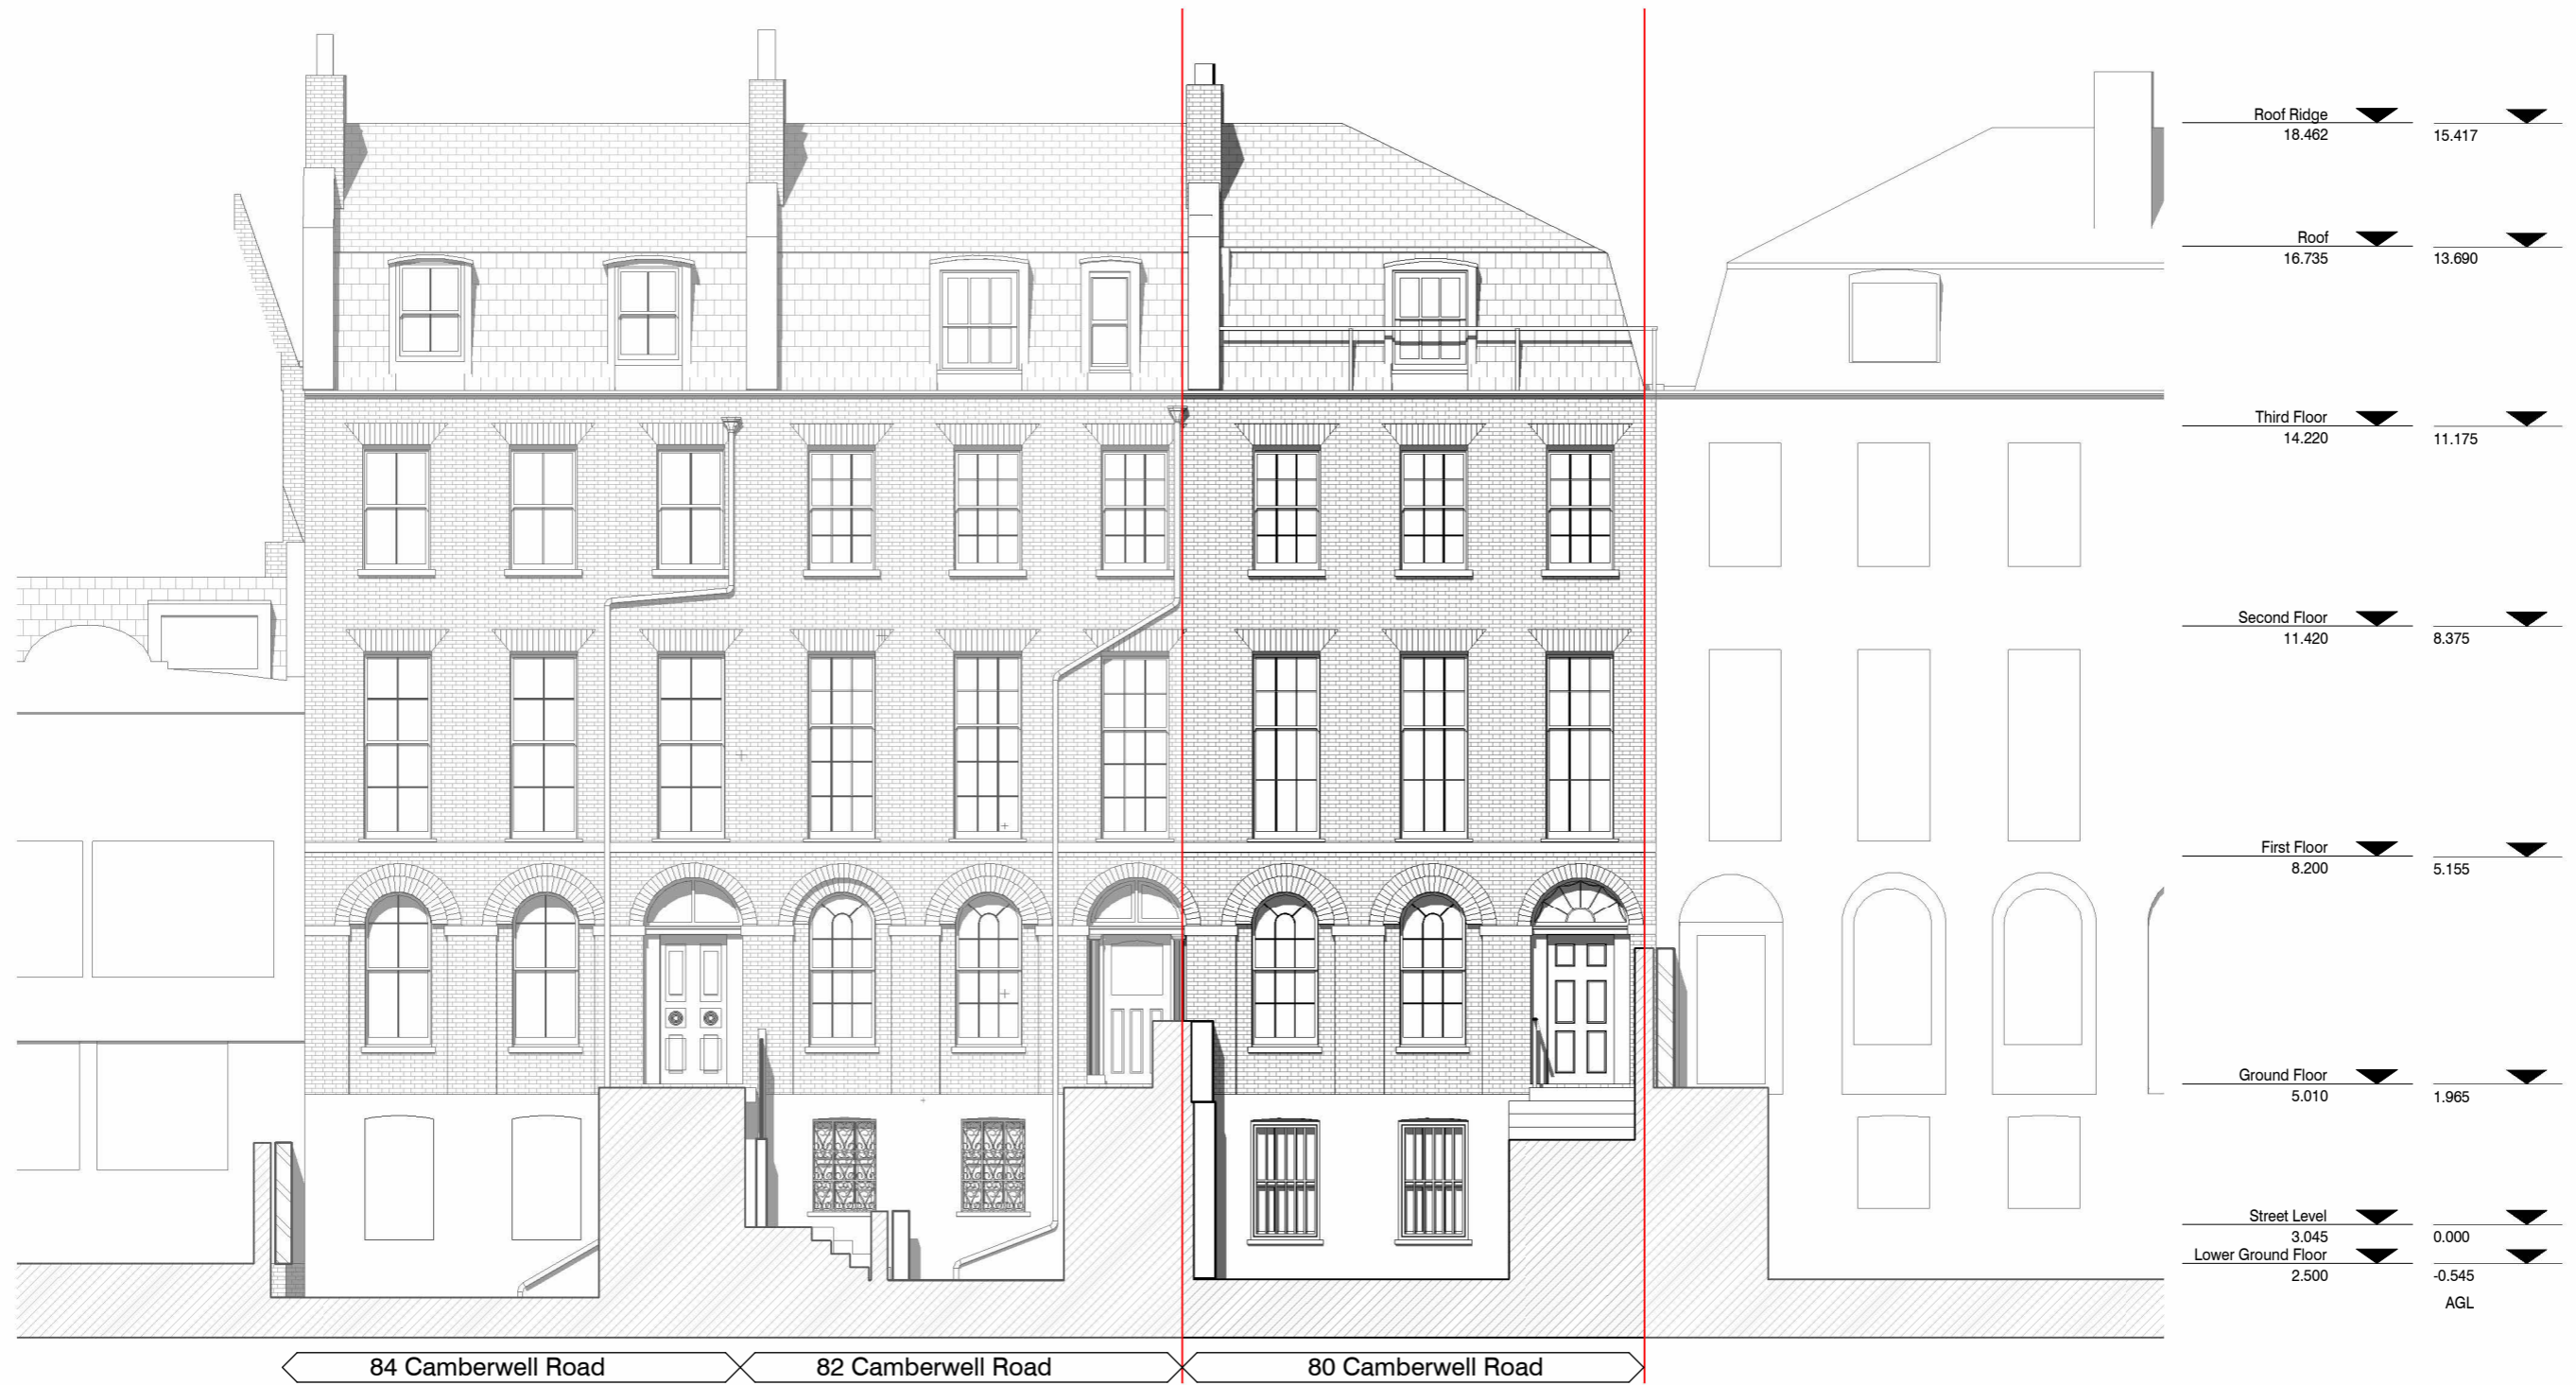 Roof Ridge
18.462 15.417
Roof
16.735 13.690
Third Floor
14.220 11.175
Second Floor
11.420 8.375
First Floor
8.200 5.155
Ground Floor
5.010 1.965
Street Level
3.045 0.000
Lower Ground Floor
2.500 -0.545
AGL
84 Camberwell Road 82 Camberwell Road 80 Camberwell Road